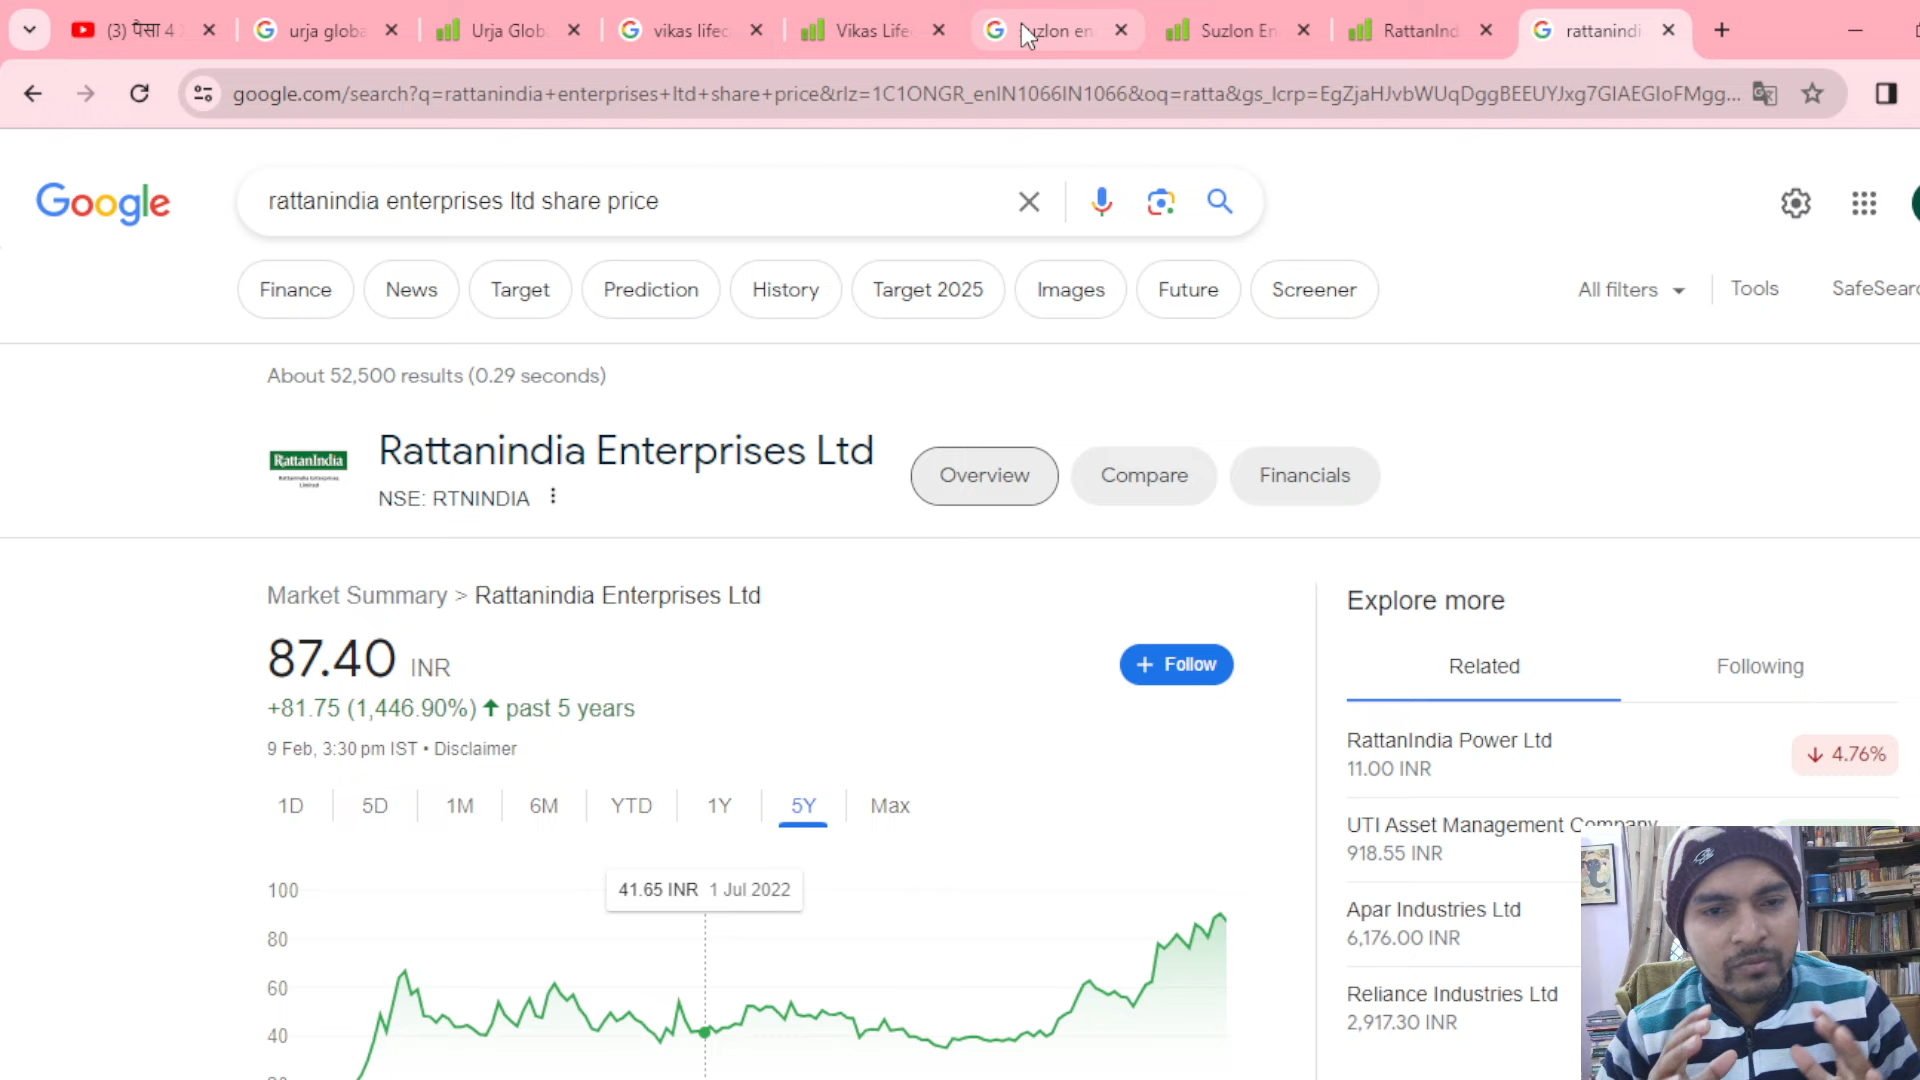 (3) पैसा 4
urja globa
Urja Glob
vikas lifec
Vikas Life
uzlon en
Suzlon En
RattanInd
rattanindi
google.com/search?q=rattanindia+enterprises+ltd+share+price&rlz=1C1ONGR_enIN1066IN1066&oq=ratta&gs_lcrp=EgZjaHJvbWUqDggBEEUYJxg7GIAEGIoFMgg...
Google
rattanindia enterprises ltd share price
Finance
News
Target
Prediction
History
Target 2025
Images
Future
Screener
All filters
Tools
SafeSearc
About 52,500 results (0.29 seconds)
RattanIndia
Rattanindia Enterprises Ltd
NSE: RTNINDIA
Overview
Compare
Financials
Market Summary > Rattanindia Enterprises Ltd
87.40 INR
+81.75 (1,446.90%) ↑ past 5 years
9 Feb, 3:30 pm IST • Disclaimer
+ Follow
1D
5D
1M
6M
YTD
1Y
5Y
Max
41.65 INR 1 Jul 2022
100
80
60
40
Explore more
Related
Following
RattanIndia Power Ltd
11.00 INR
↓ 4.76%
UTI Asset Management Company
918.55 INR
Apar Industries Ltd
6,176.00 INR
Reliance Industries Ltd
2,917.30 INR